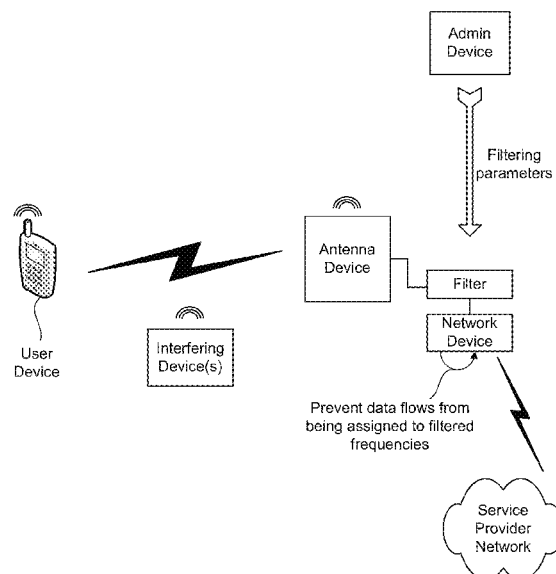 Admin
Device
Filtering
parameters
Antenna
Device
Filter
Network
Device
User
Device
Interfering
Device(s)
Prevent data flows from
being assigned to filtered
frequencies
Service
Provider
Network